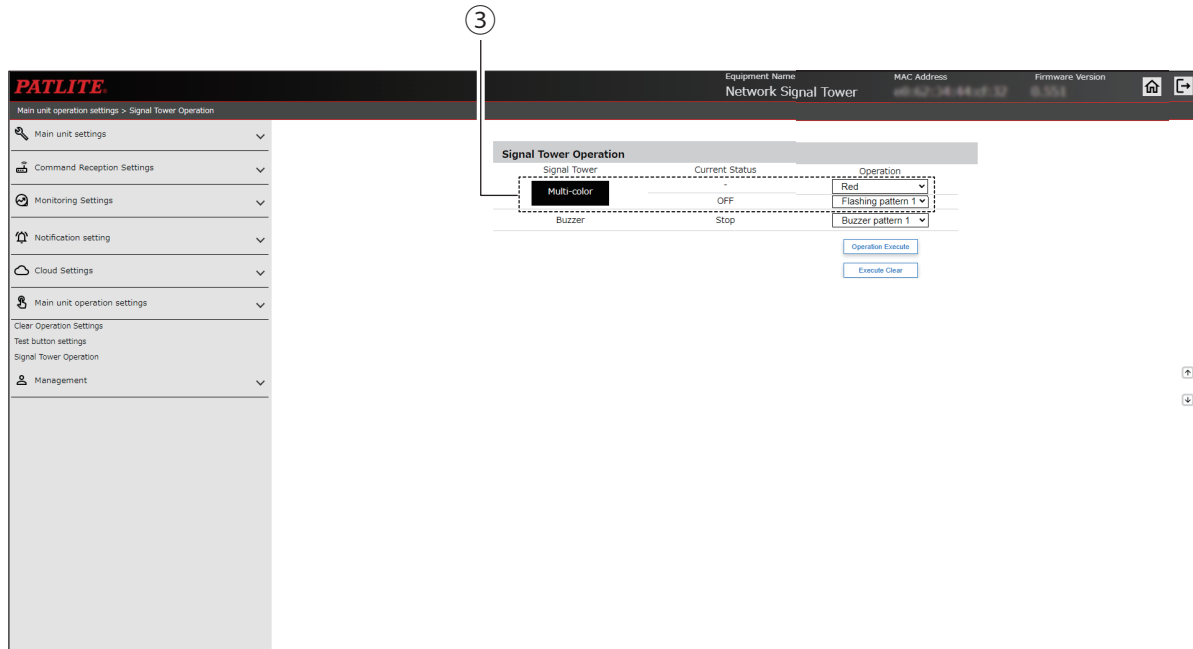 ③
PATLITE®
Equipment Name
Network Signal Tower
MAC Address
Firmware Version
Main unit operation settings > Signal Tower Operation
Main unit settings
Command Reception Settings
Monitoring Settings
Notification setting
Cloud Settings
Main unit operation settings
Clear Operation Settings
Test button settings
Signal Tower Operation
Management
Signal Tower Operation
Signal Tower Current Status Operation
Multi-color - Red
OFF Flashing pattern 1
Buzzer Stop Buzzer pattern 1
Operation Execute
Execute Clear